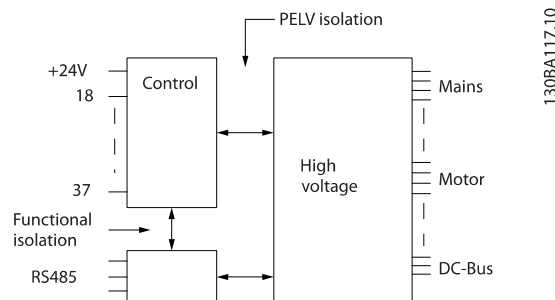 PELV isolation
130BA117.10
+24V
Control
Mains
18
High
voltage
Motor
37
Functional
isolation
RS485
DC-Bus